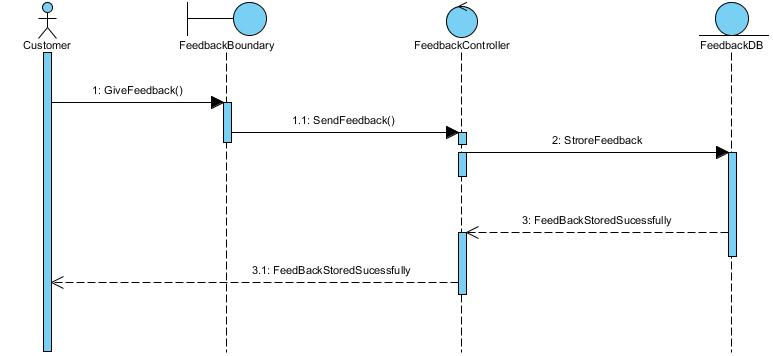 Customer
FeedbackBoundary
FeedbackController
FeedbackDB
1: GiveFeedback()
1.1: SendFeedback()
2: StroreFeedback
3: FeedBackStoredSucessfully
3.1: FeedBackStoredSucessfully